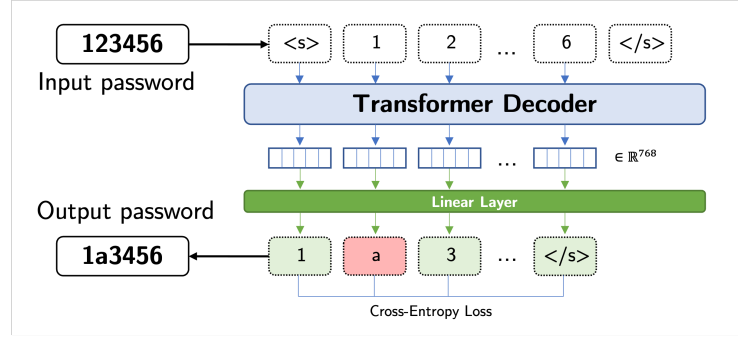 123456 <s> 1 2 ... 6 </s>
Input password
Transformer Decoder
... ∈ ℝ⁷⁶⁸
Linear Layer
Output password
1a3456 1 a 3 ... </s>
Cross-Entropy Loss